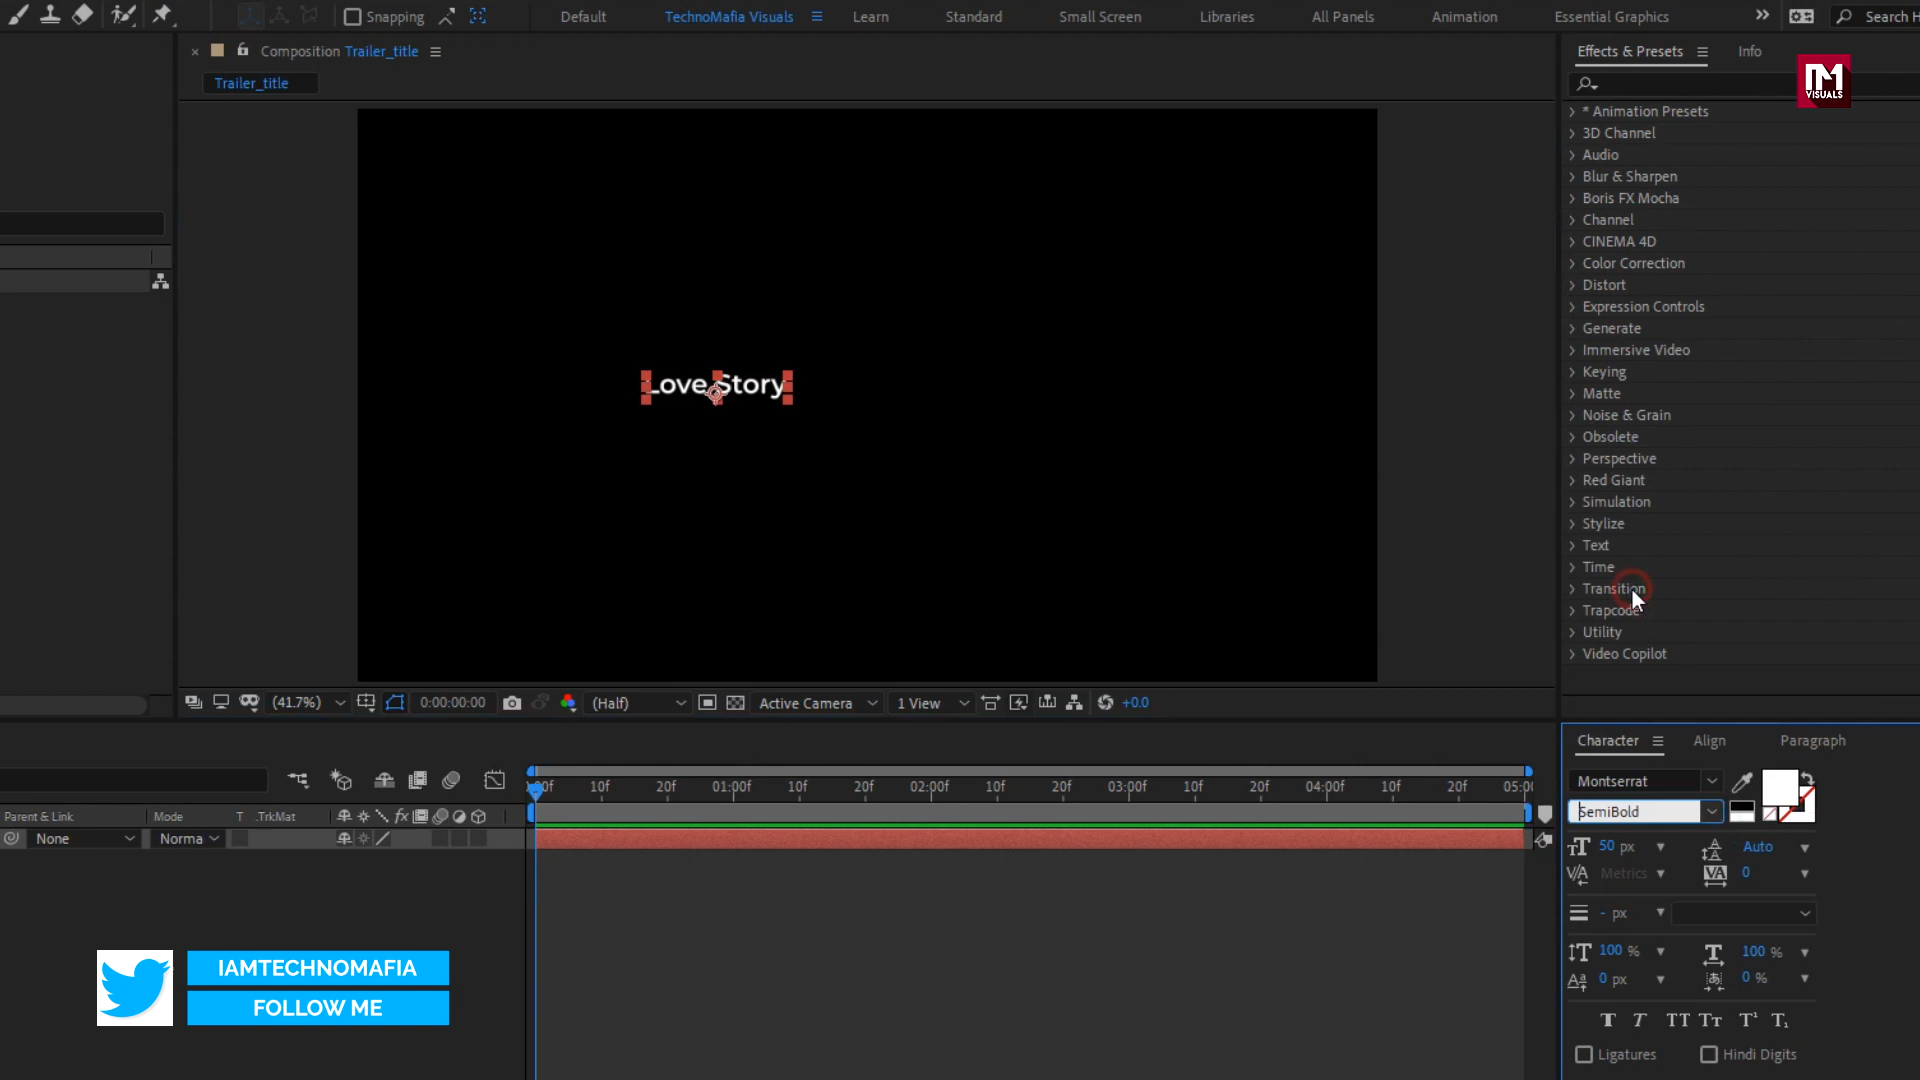 Snapping
Default
TechnoMafia Visuals
Learn
Standard
Small Screen
Libraries
All Panels
Animation
Essential Graphics
Search H
Composition Trailer_title
Trailer_title
Effects & Presets
Info
TM
VISUALS
* Animation Presets
3D Channel
Audio
Blur & Sharpen
Boris FX Mocha
Channel
CINEMA 4D
Color Correction
Distort
Expression Controls
Generate
Immersive Video
Keying
Matte
Noise & Grain
Obsolete
Perspective
Red Giant
Simulation
Stylize
Text
Time
Transition
Trapcode
Utility
Video Copilot
Love Story
(41.7%)
0:00:00:00
(Half)
Active Camera
1 View
+0.0
Character
Align
Paragraph
Montserrat
SemiBold
50 px
Auto
Metrics
0
- px
100 %
100 %
0 px
0 %
Ligatures
Hindi Digits
10f
20f
01:00f
10f
20f
02:00f
10f
20f
03:00f
10f
20f
04:00f
10f
20f
05:00
Parent & Link
Mode
T
.TrkMat
None
Norma
IAMTECHNOMAFIA
FOLLOW ME